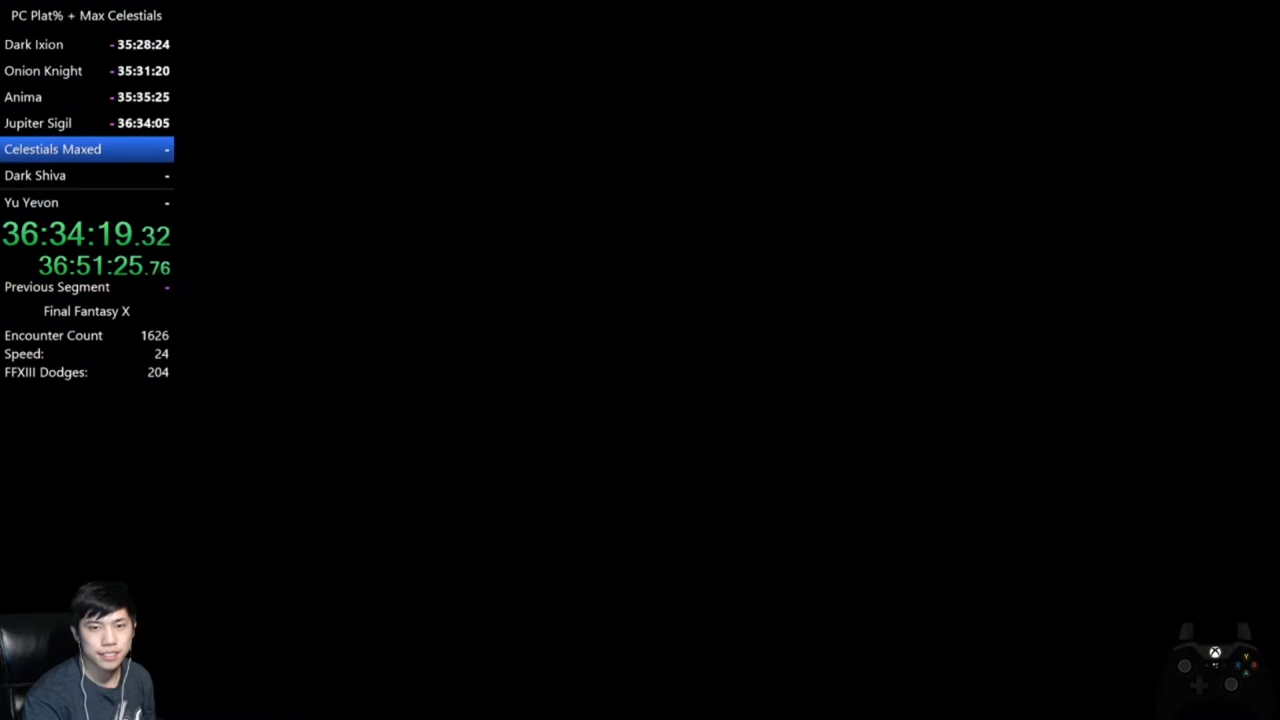 PC Plat% + Max Celestials
Dark Ixion - 35:28:24
Onion Knight - 35:31:20
Anima - 35:35:25
Jupiter Sigil - 36:34:05
Celestials Maxed -
Dark Shiva -
Yu Yevon -
36:34:19.32
36:51:25.76
Previous Segment -
Final Fantasy X
Encounter Count 1626
Speed: 24
FFXIII Dodges: 204